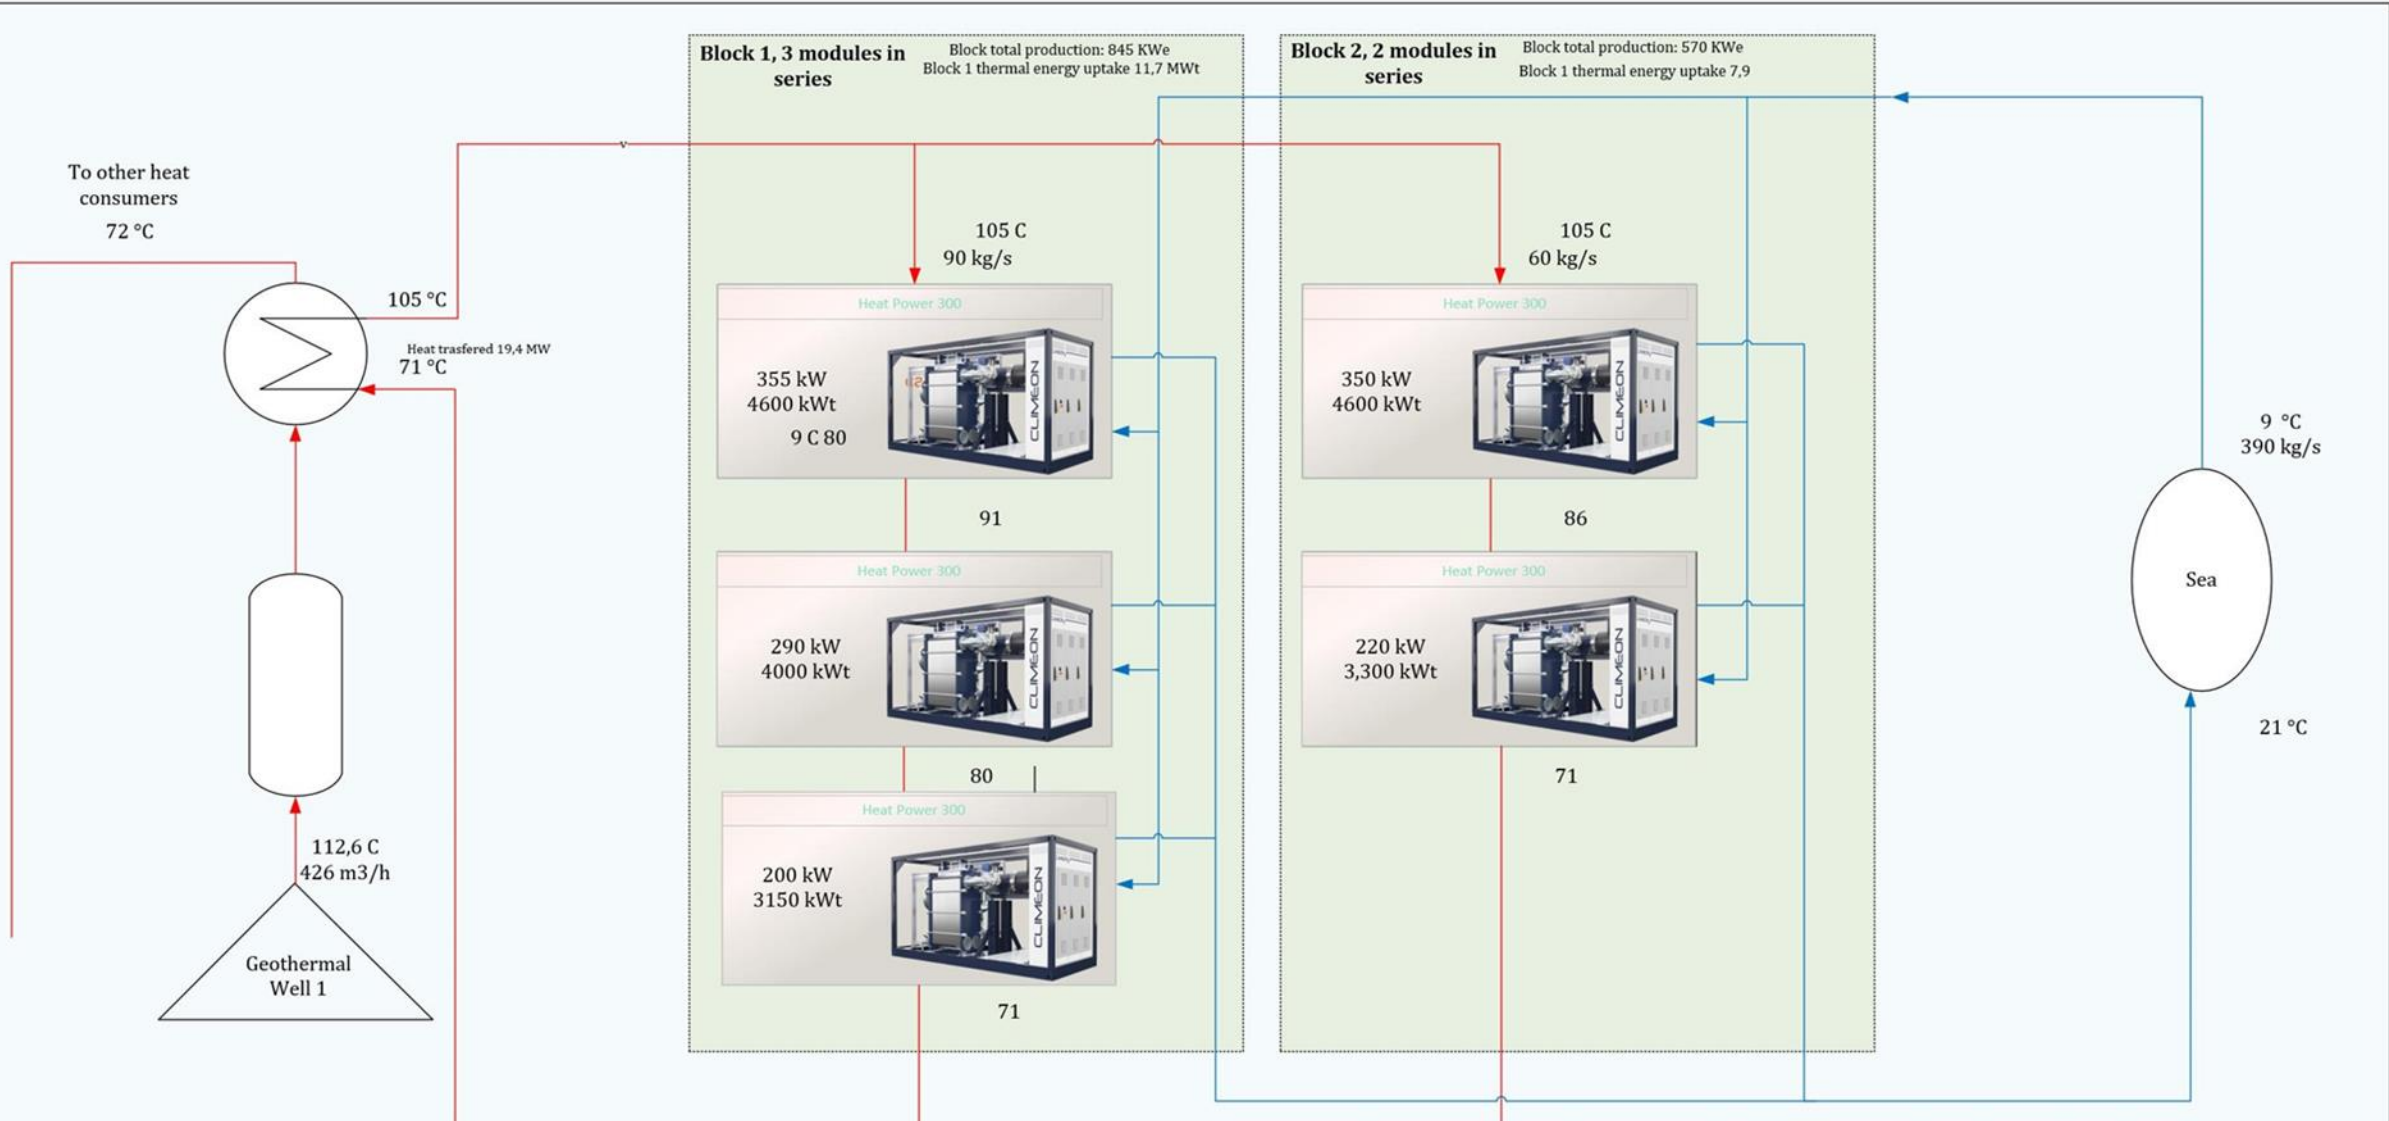 Block 1, 3 modules in
series
Block total production: 845 KWe
Block 1 thermal energy uptake 11,7 MWt
Block 2, 2 modules in
series
Block total production: 570 KWe
Block 1 thermal energy uptake 7,9
v
To other heat
consumers
72 °C
105 °C
Heat trasfered 19,4 MW
71 °C
112,6 C
426 m3/h
Geothermal
Well 1
105 C
90 kg/s
Heat Power 300
355 kW
4600 kWt
9 C 80
CLIMEON
91
Heat Power 300
290 kW
4000 kWt
CLIMEON
80
Heat Power 300
200 kW
3150 kWt
CLIMEON
71
105 C
60 kg/s
Heat Power 300
350 kW
4600 kWt
CLIMEON
86
Heat Power 300
220 kW
3,300 kWt
CLIMEON
71
9 °C
390 kg/s
Sea
21 °C